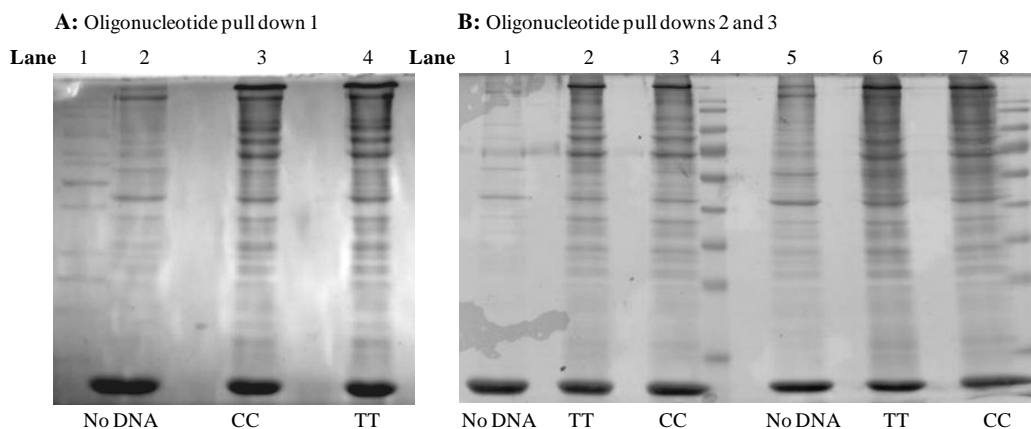 A: Oligonucleotide pull down 1
B: Oligonucleotide pull downs 2 and 3
Lane 1 2 3 4
Lane 1 2 3 4 5 6 7 8
No DNA CC TT
No DNA TT CC No DNA TT CC